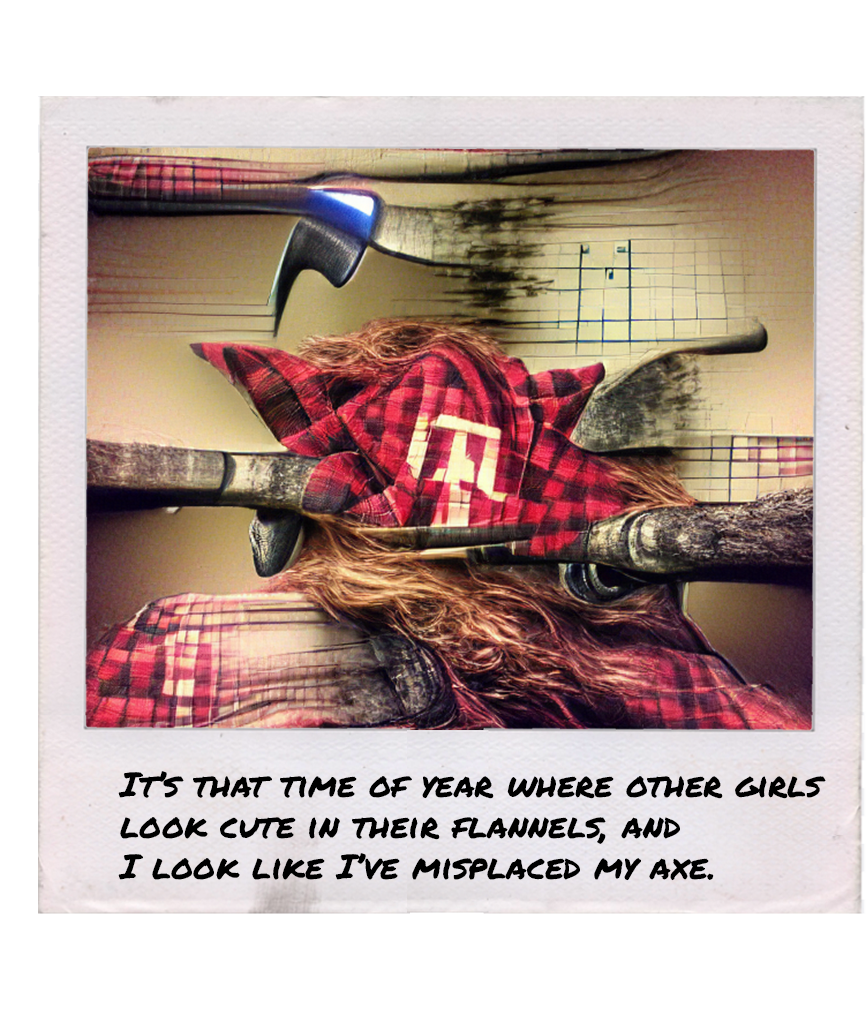 It's that time of year where other girls
look cute in their flannels, and
I look like I've misplaced my axe.